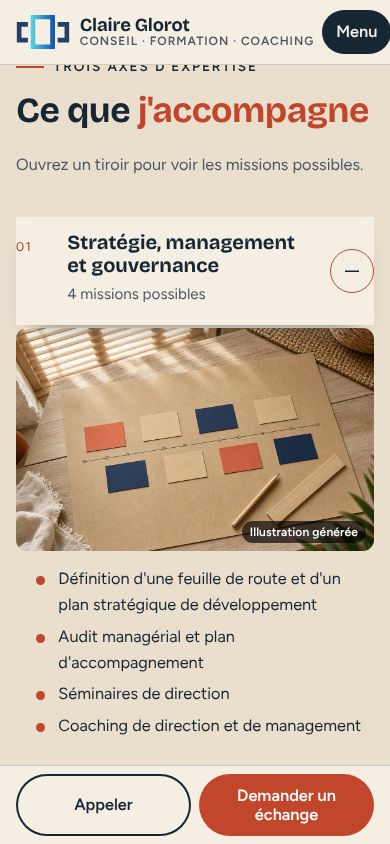 Claire Glorot
CONSEIL · FORMATION · COACHING
Menu
TROIS AXES D'EXPERTISE
Ce que j'accompagne
Ouvrez un tiroir pour voir les missions possibles.
01
Stratégie, management
et gouvernance
4 missions possibles
Illustration générée
Définition d'une feuille de route et d'un
plan stratégique de développement
Audit managérial et plan
d'accompagnement
Séminaires de direction
Coaching de direction et de management
Appeler
Demander un
échange